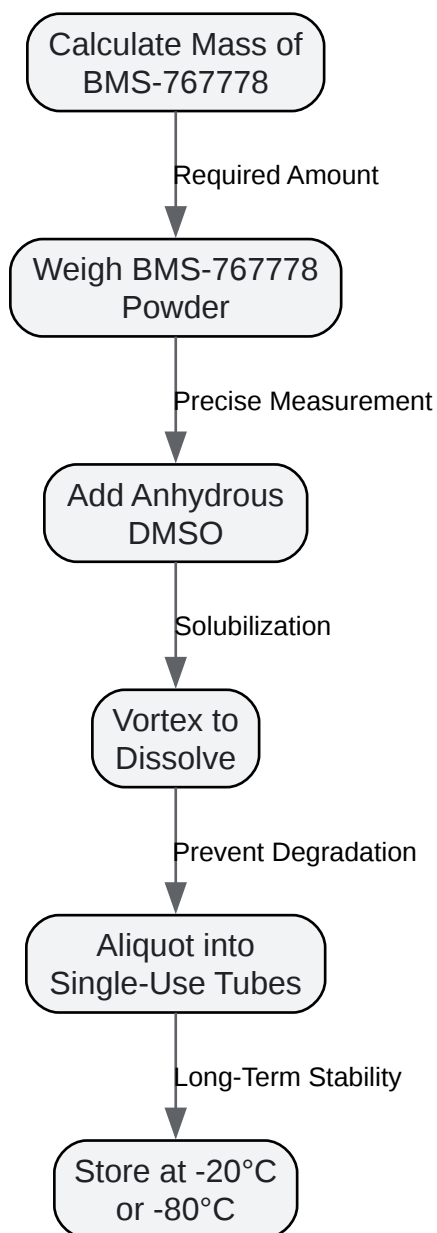 Calculate Mass of
BMS-767778
Required Amount
Weigh BMS-767778
Powder
Precise Measurement
Add Anhydrous
DMSO
Solubilization
Vortex to
Dissolve
Prevent Degradation
Aliquot into
Single-Use Tubes
Long-Term Stability
Store at -20°C
or -80°C